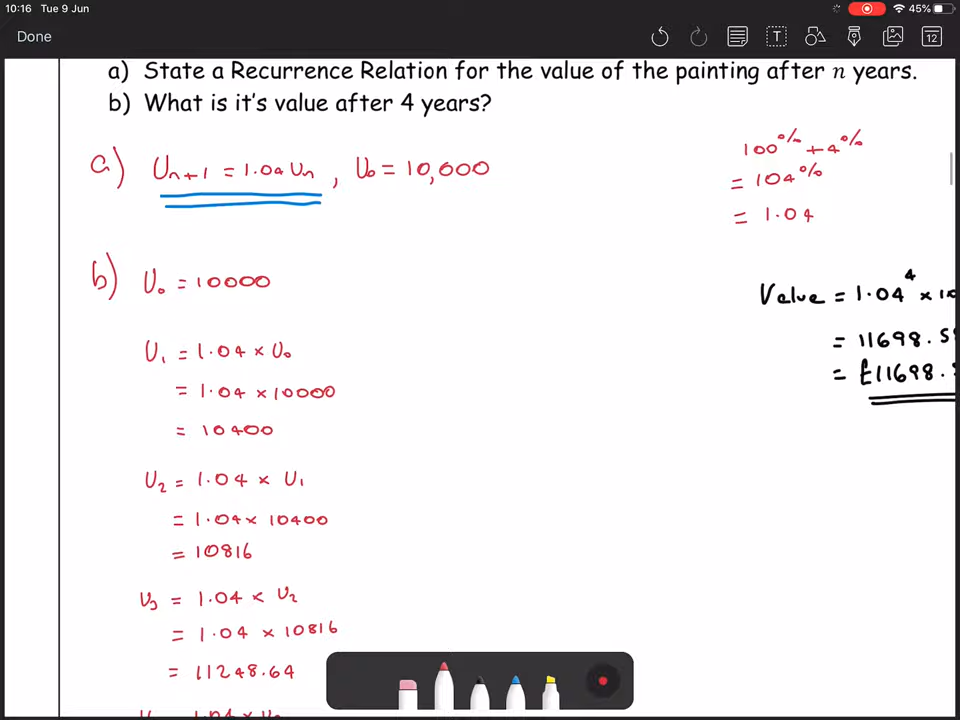 10:16 Tue 9 Jun
45%
Done
T
12
a) State a Recurrence Relation for the value of the painting after n years.
b) What is it's value after 4 years?
a) Uₙ₊₁ = 1.04 Uₙ , U₀ = 10,000
100% + 4%
= 104%
= 1.04
b) U₀ = 10000
Value = 1.04⁴ × 10
= 11698.5
= £11698.
U₁ = 1.04 × U₀
= 1.04 × 10000
= 10400
U₂ = 1.04 × U₁
= 1.04 × 10400
= 10816
U₃ = 1.04 × U₂
= 1.04 × 10816
= 11248.64